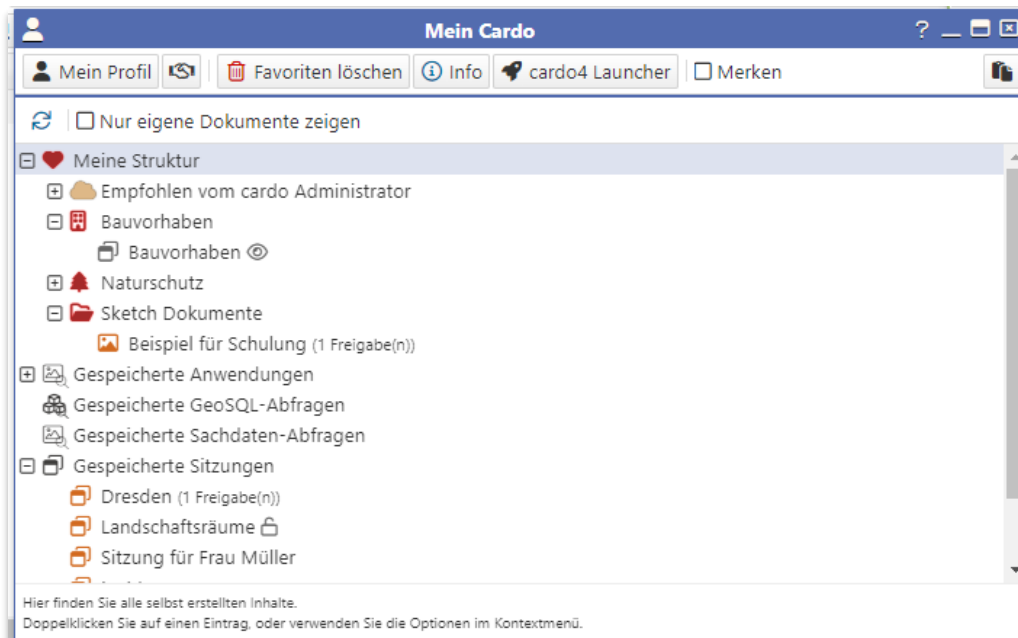 Mein Cardo
Mein Profil Favoriten löschen Info cardo4 Launcher Merken
Nur eigene Dokumente zeigen
Meine Struktur
Empfohlen vom cardo Administrator
Bauvorhaben
Bauvorhaben
Naturschutz
Sketch Dokumente
Beispiel für Schulung (1 Freigabe(n))
Gespeicherte Anwendungen
Gespeicherte GeoSQL-Abfragen
Gespeicherte Sachdaten-Abfragen
Gespeicherte Sitzungen
Dresden (1 Freigabe(n))
Landschaftsräume
Sitzung für Frau Müller
Hier finden Sie alle selbst erstellten Inhalte.
Doppelklicken Sie auf einen Eintrag, oder verwenden Sie die Optionen im Kontextmenü.